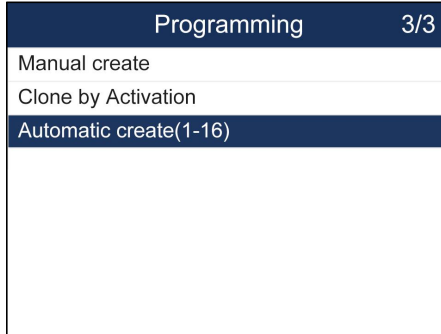 Programming 3/3
Manual create
Clone by Activation
Automatic create(1-16)